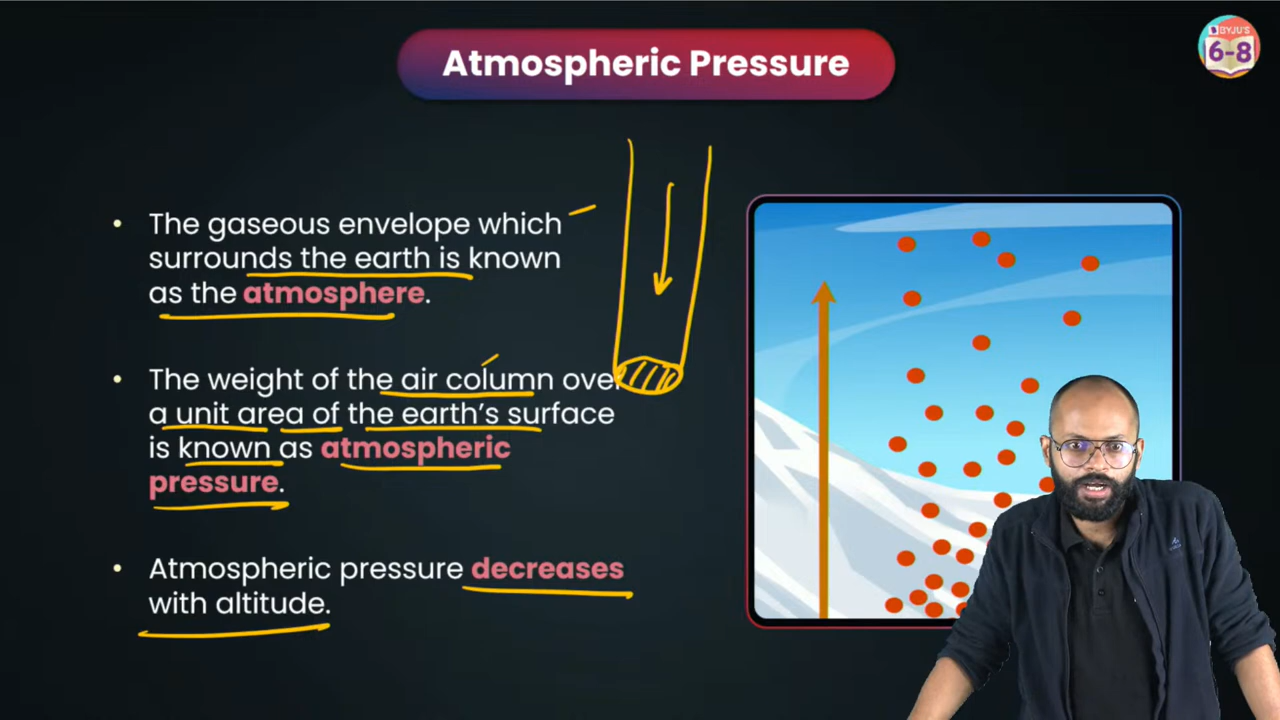 Atmospheric Pressure
BYJU'S
6-8
• The gaseous envelope which
surrounds the earth is known
as the atmosphere.
• The weight of the air column over
a unit area of the earth's surface
is known as atmospheric
pressure.
• Atmospheric pressure decreases
with altitude.